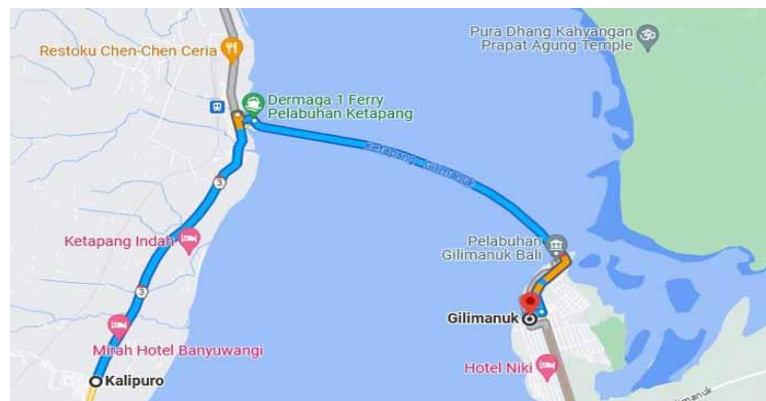 Restoku Chen-Chen Ceria
Pura Dhang Kahyangan
Prapat Agung Temple
Dermaga 1 Ferry
Pelabuhan Ketapang
Ketapang - Gilimanuk
3
Ketapang Indah
Pelabuhan
Gilimanuk Bali
3
Gilimanuk
Mirah Hotel Banyuwangi
Hotel Niki
Kalipuro
Gilimanuk